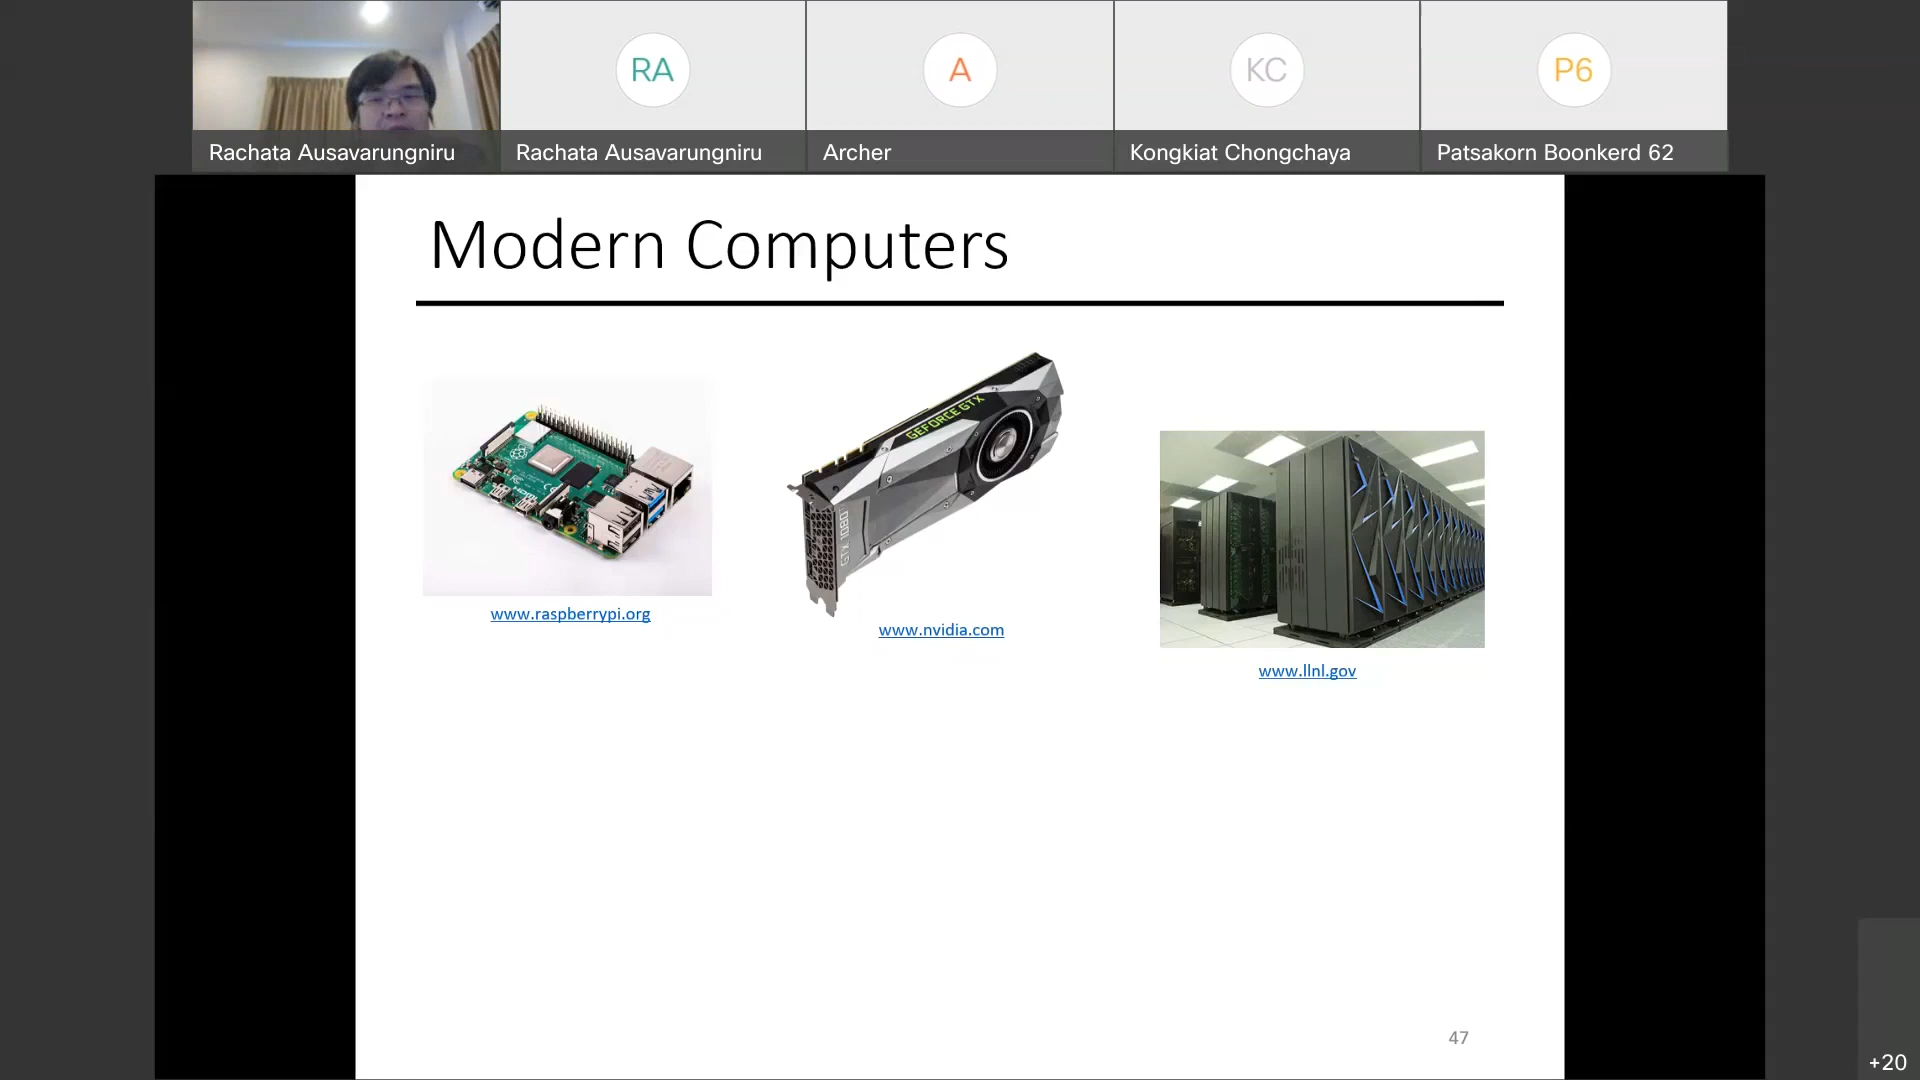 RA
A
KC
P6
Rachata Ausavarungniru
Rachata Ausavarungniru
Archer
Kongkiat Chongchaya
Patsakorn Boonkerd 62
Modern Computers
GEFORCE GTX
GTX 1080
HDMI
www.raspberrypi.org
www.nvidia.com
www.llnl.gov
47
+20